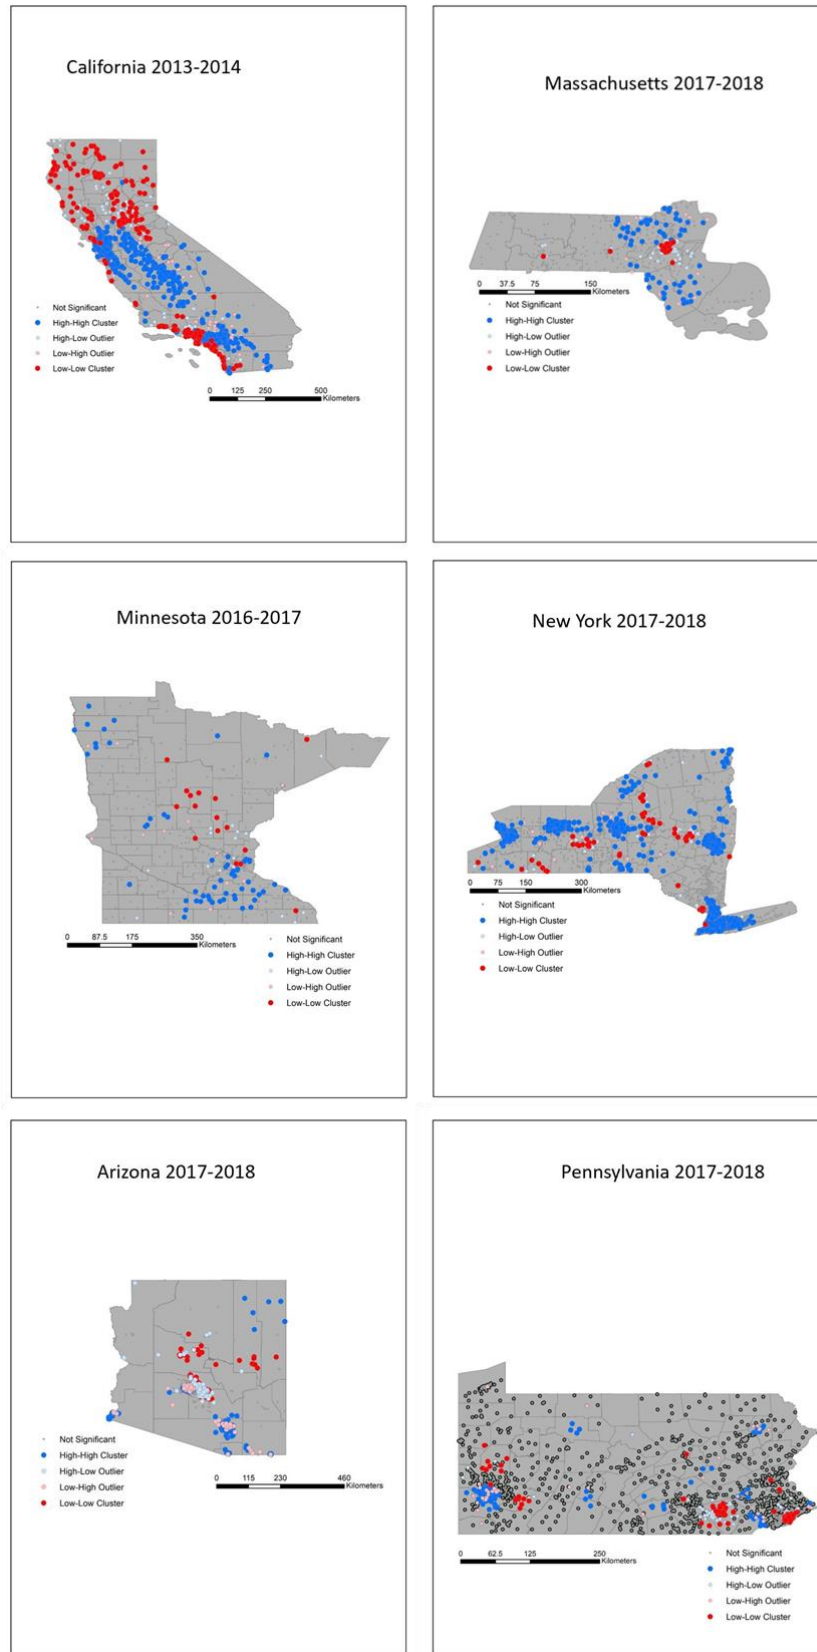 California 2013-2014
Not Significant
High-High Cluster
High-Low Outlier
Low-High Outlier
Low-Low Cluster
0 125 250 500
Kilometers
Massachusetts 2017-2018
0 37.5 75 150
Kilometers
Not Significant
High-High Cluster
High-Low Outlier
Low-High Outlier
Low-Low Cluster
Minnesota 2016-2017
0 87.5 175 350
Kilometers
Not Significant
High-High Cluster
High-Low Outlier
Low-High Outlier
Low-Low Cluster
New York 2017-2018
0 75 150 300
Kilometers
Not Significant
High-High Cluster
High-Low Outlier
Low-High Outlier
Low-Low Cluster
Arizona 2017-2018
Not Significant
High-High Cluster
High-Low Outlier
Low-High Outlier
Low-Low Cluster
0 115 230 460
Kilometers
Pennsylvania 2017-2018
0 62.5 125 250
Kilometers
Not Significant
High-High Cluster
High-Low Outlier
Low-High Outlier
Low-Low Cluster